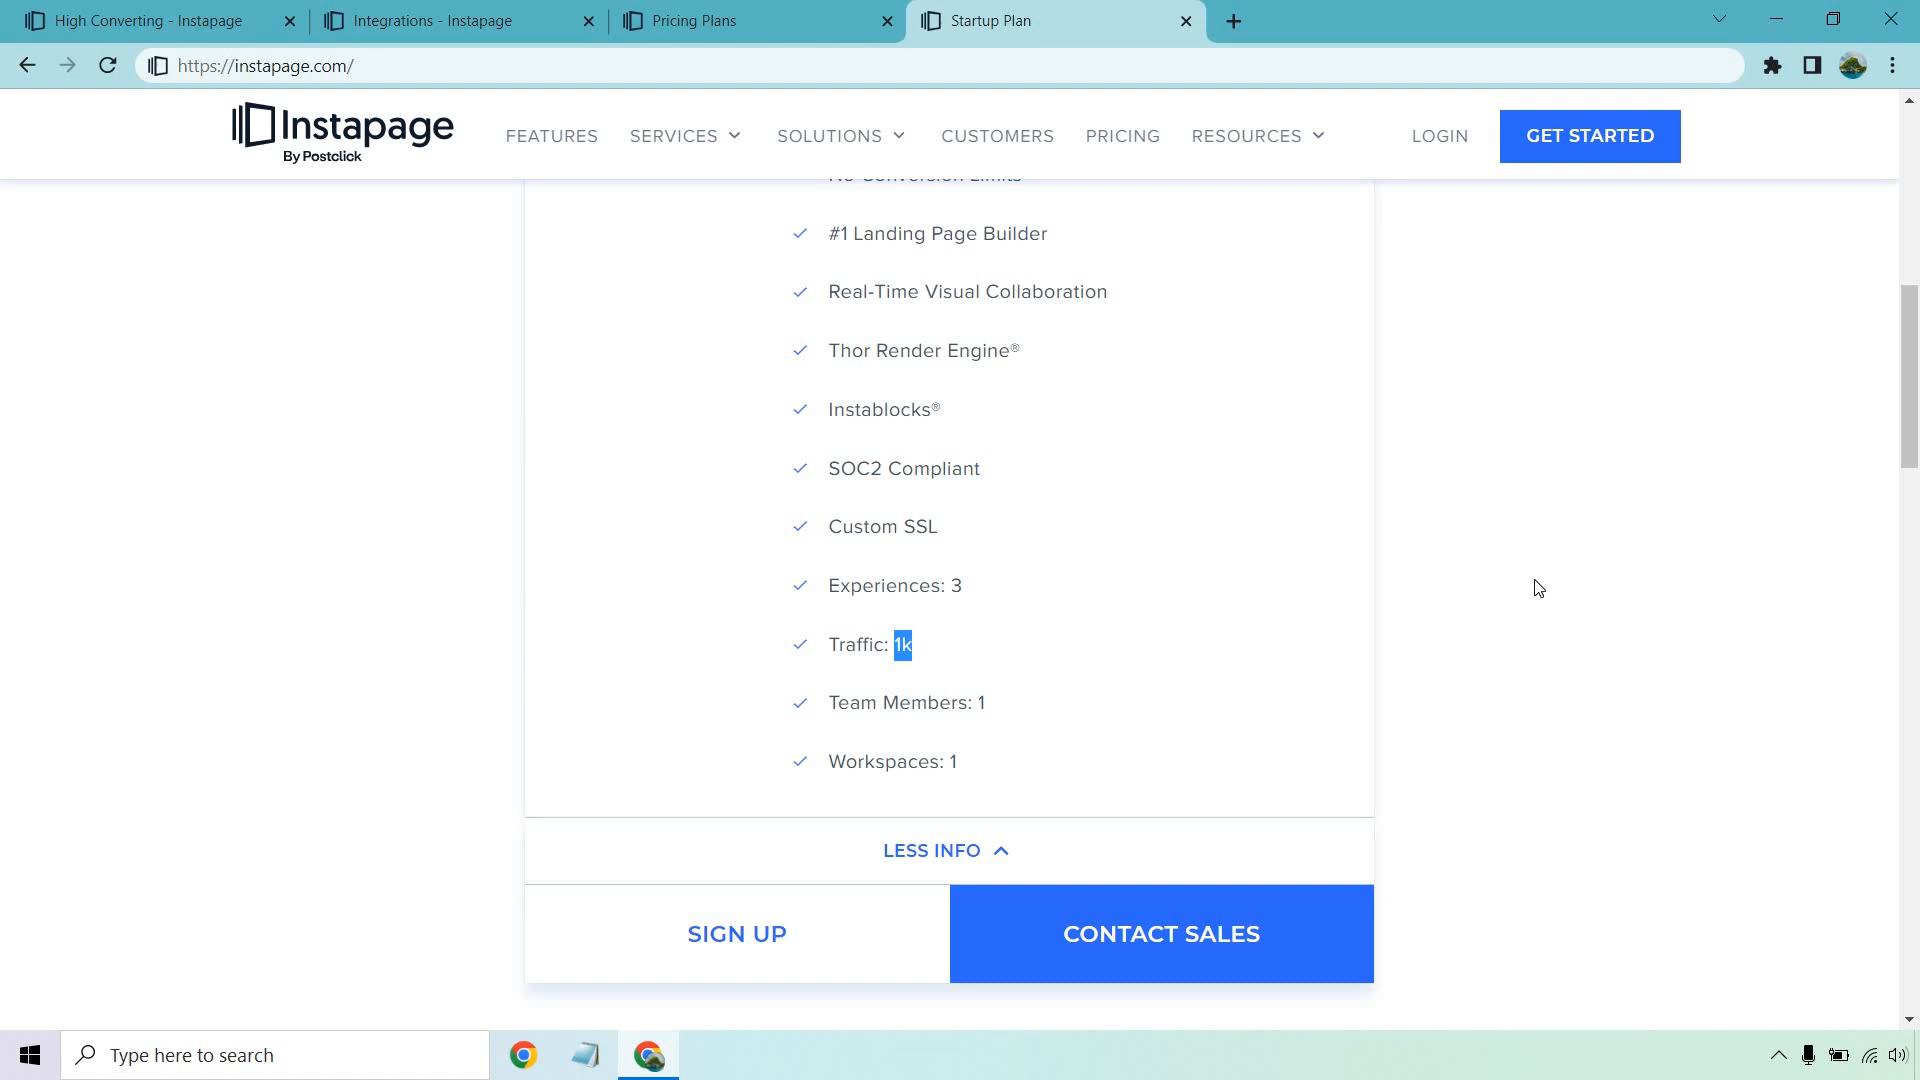 High Converting - Instapage
Integrations - Instapage
Pricing Plans
Startup Plan
https://instapage.com/
Instapage
By Postclick
FEATURES
SERVICES
SOLUTIONS
CUSTOMERS
PRICING
RESOURCES
LOGIN
GET STARTED
No Conversion Limits
#1 Landing Page Builder
Real-Time Visual Collaboration
Thor Render Engine®
Instablocks®
SOC2 Compliant
Custom SSL
Experiences: 3
Traffic: 1k
Team Members: 1
Workspaces: 1
LESS INFO
SIGN UP
CONTACT SALES
Type here to search